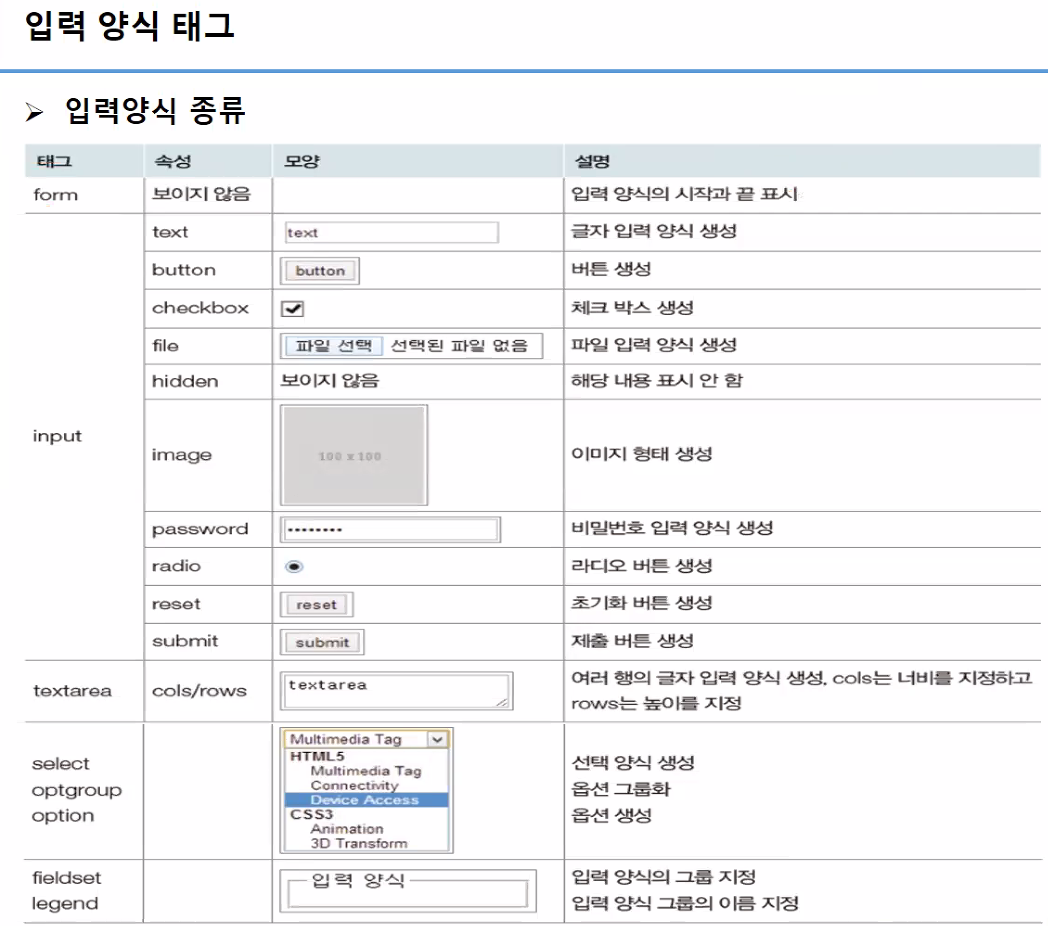 입력 양식 태그
➢ 입력양식 종류
태그 속성 모양 설명
form 보이지 않음 입력 양식의 시작과 끝 표시
input
text text 글자 입력 양식 생성
button button 버튼 생성
checkbox 체크 박스 생성
file 파일 선택 선택된 파일 없음 파일 입력 양식 생성
hidden 보이지 않음 해당 내용 표시 안 함
image 100 x 100 이미지 형태 생성
password •••••••• 비밀번호 입력 양식 생성
radio 라디오 버튼 생성
reset reset 초기화 버튼 생성
submit submit 제출 버튼 생성
textarea cols/rows textarea 여러 행의 글자 입력 양식 생성, cols는 너비를 지정하고
rows는 높이를 지정
select
optgroup
option
Multimedia Tag
HTML5
Multimedia Tag
Connectivity
Device Access
CSS3
Animation
3D Transform
선택 양식 생성
옵션 그룹화
옵션 생성
fieldset
legend
입력 양식
입력 양식의 그룹 지정
입력 양식 그룹의 이름 지정